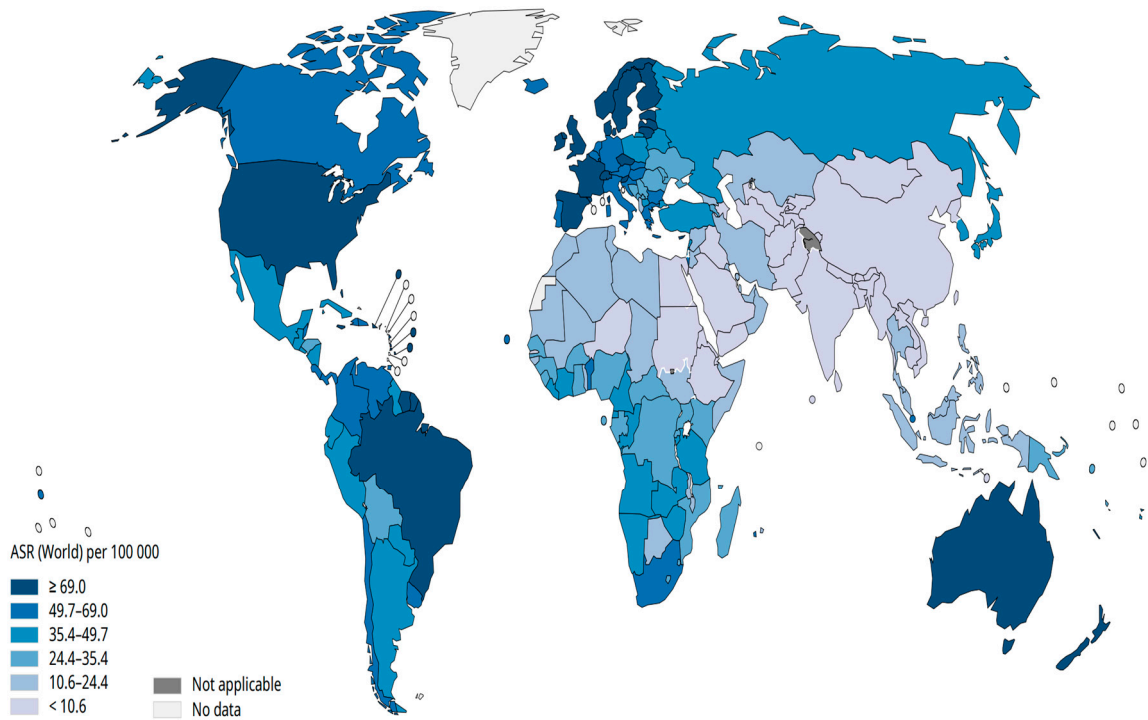 ASR (World) per 100 000
≥ 69.0
49.7–69.0
35.4–49.7
24.4–35.4
10.6–24.4
< 10.6
Not applicable
No data